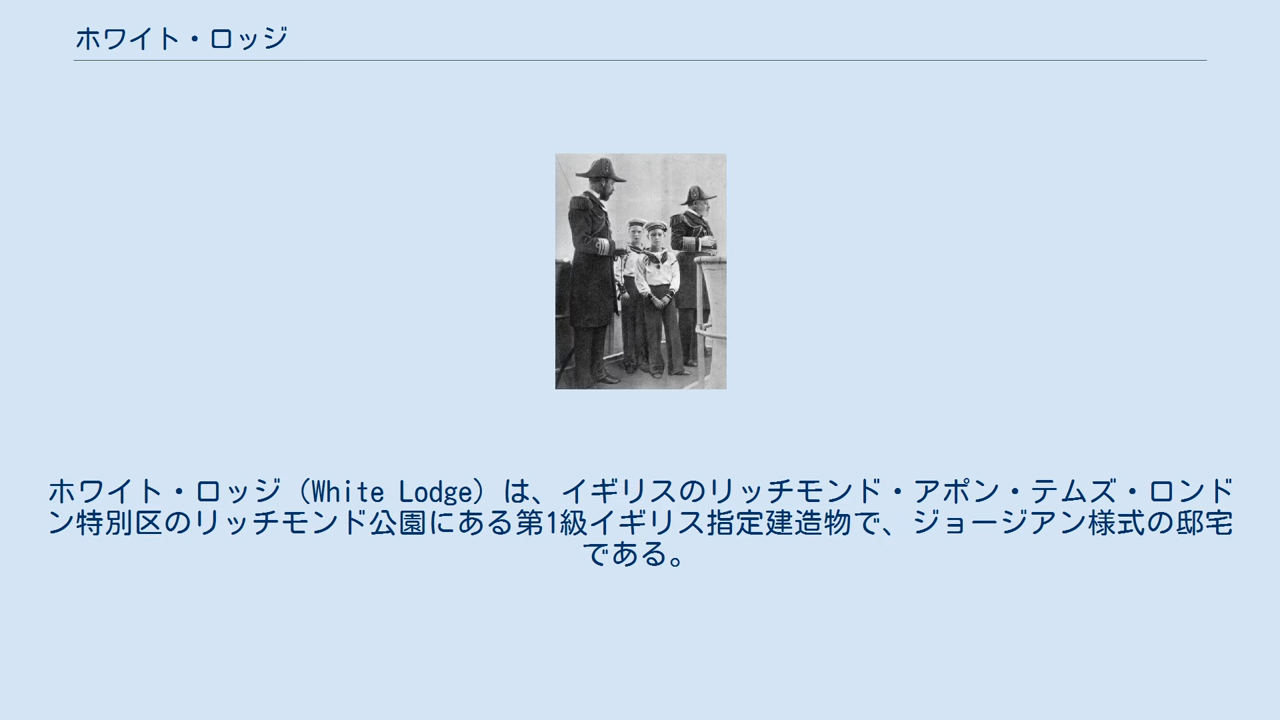 ホワイト・ロッジ
ホワイト・ロッジ（White Lodge）は、イギリスのリッチモンド・アポン・テムズ・ロンド
ン特別区のリッチモンド公園にある第1級イギリス指定建造物で、ジョージアン様式の邸宅
である。